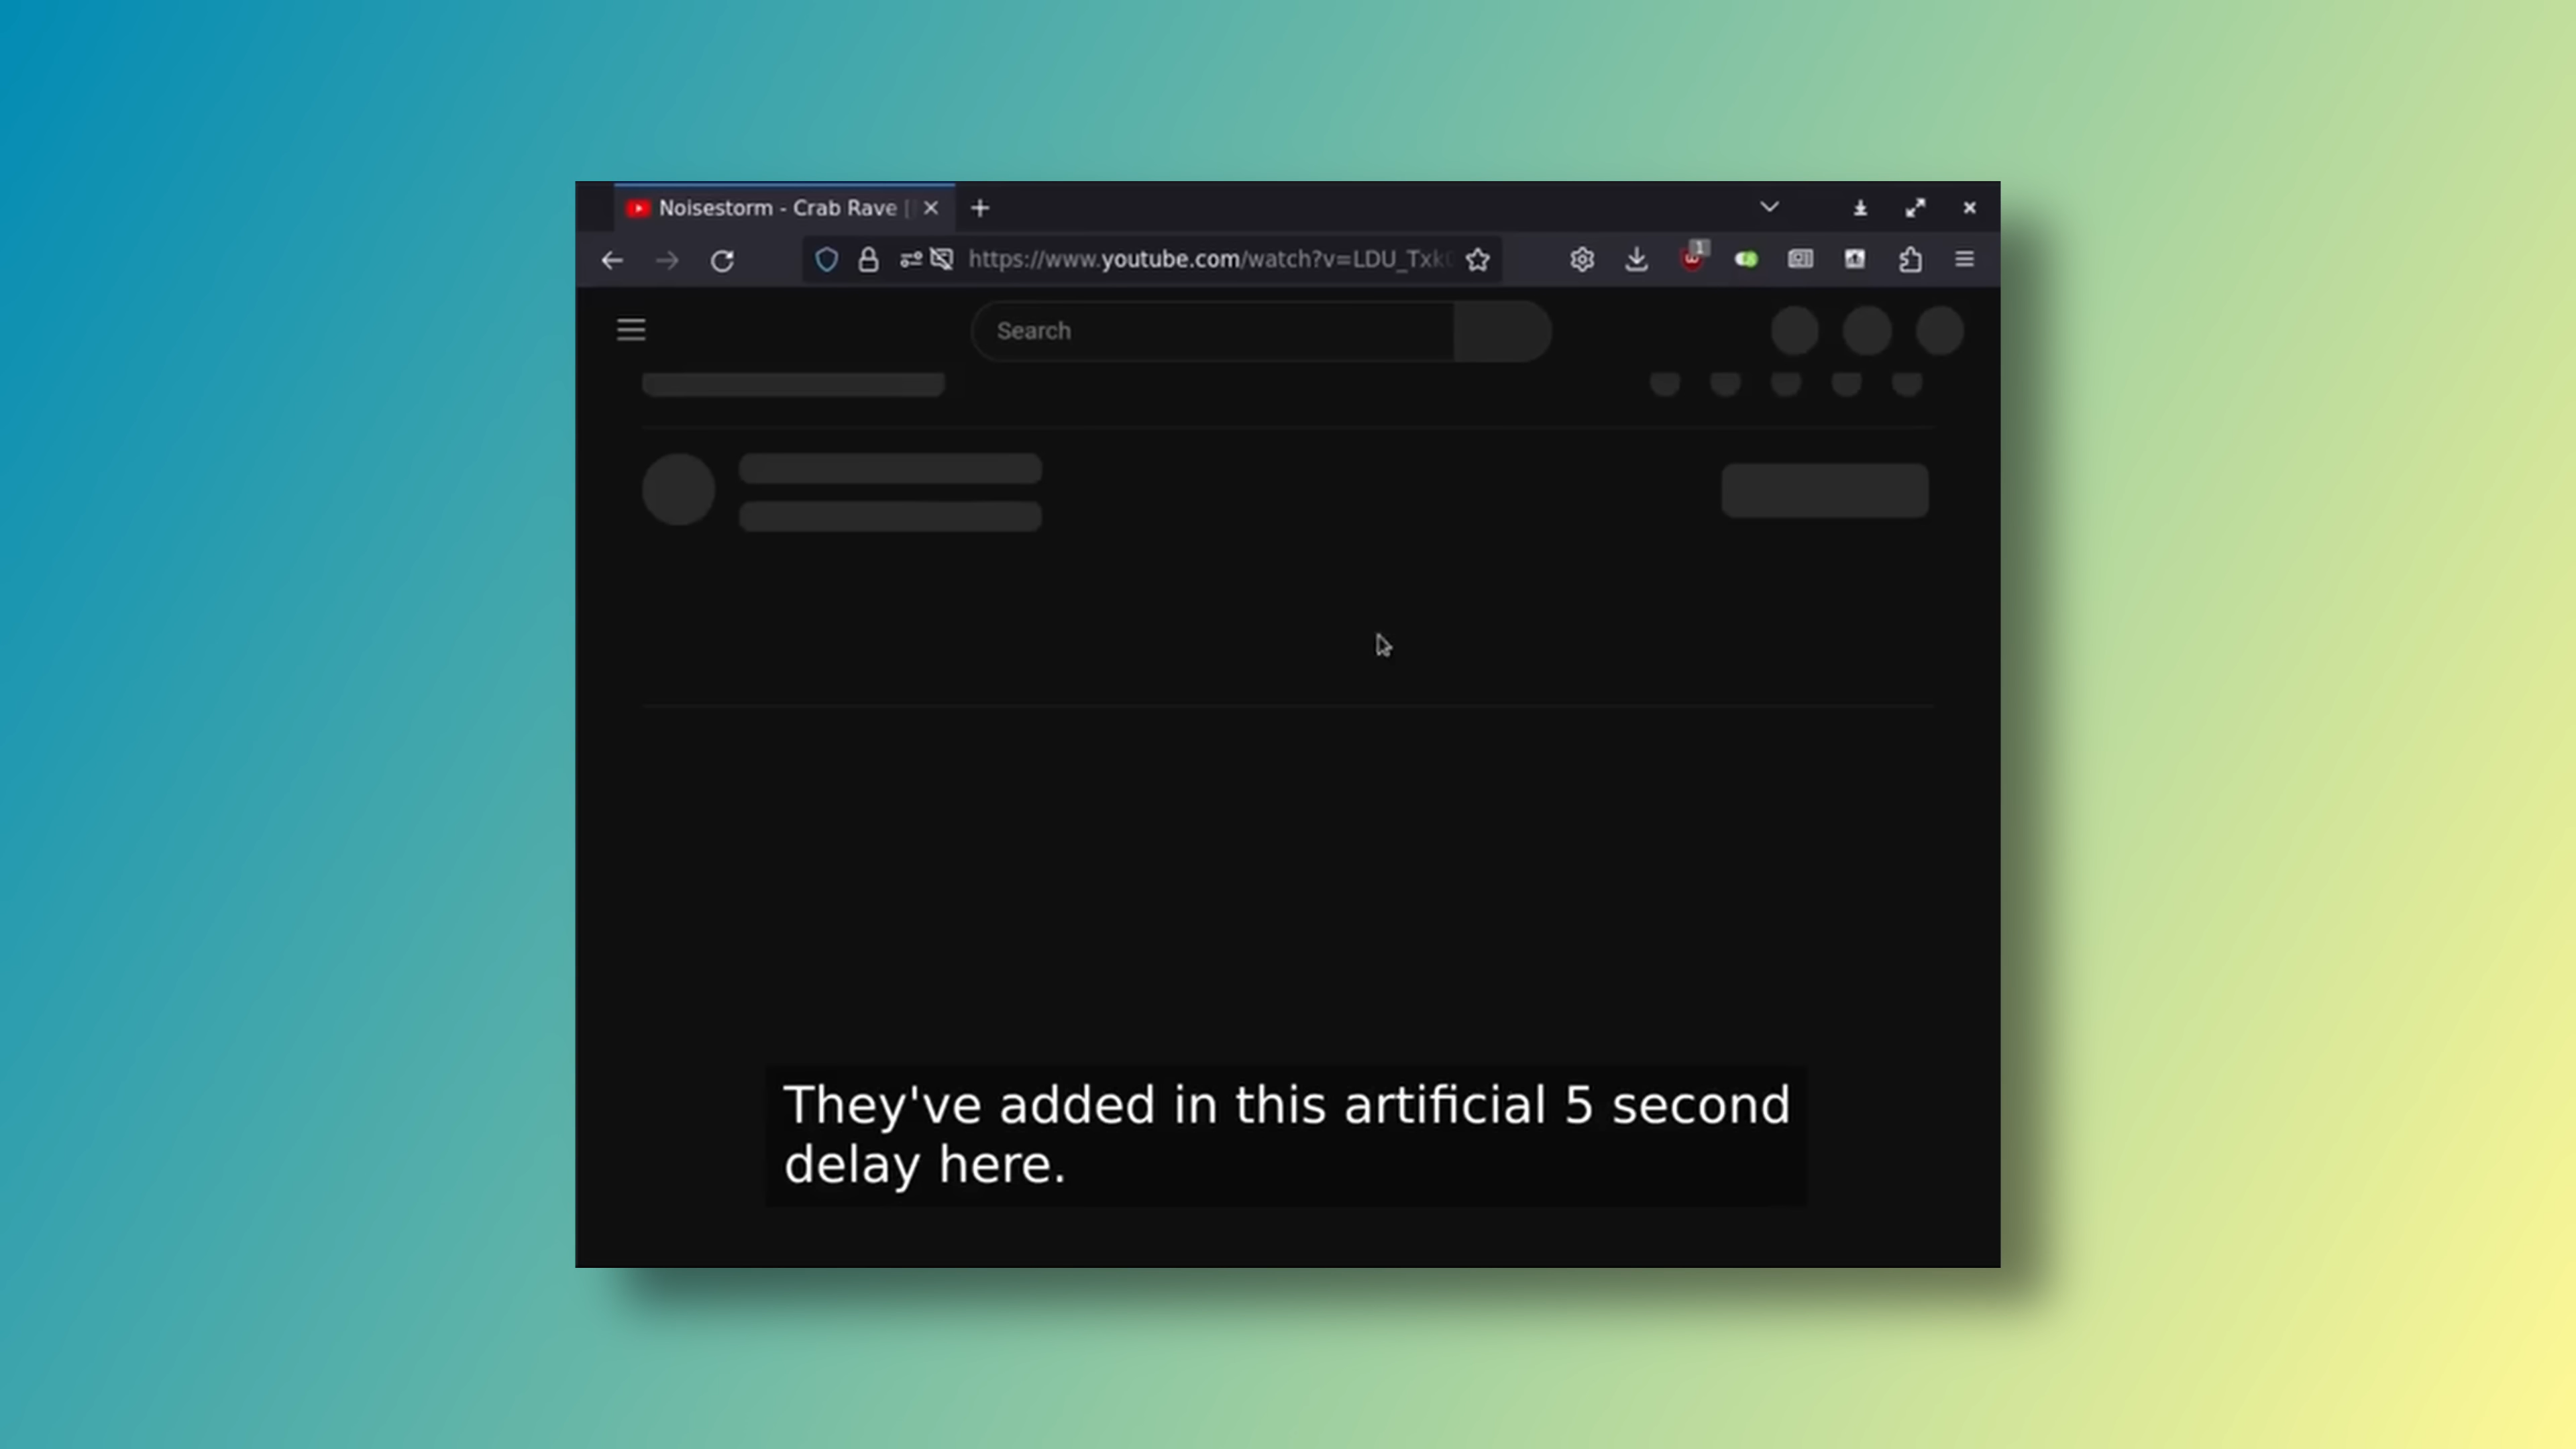 Noisestorm - Crab Rave [
1
https://www.youtube.com/watch?v=LDU_Txk
Search
They've added in this artificial 5 second
delay here.